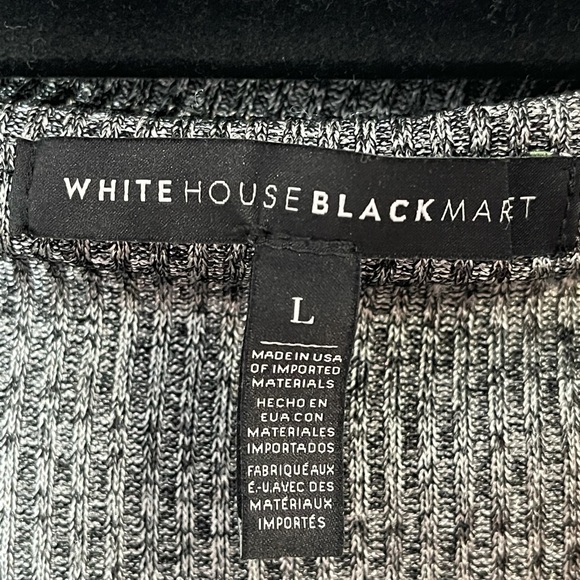 WHITE HOUSE BLACK MARKET
L
MADE IN USA
OF IMPORTED
MATERIALS
HECHO EN
EUA CON
MATERIALES
IMPORTADOS
FABRIQUÉ AUX
É.-U. AVEC DES
MATÉRIAUX
IMPORTÉS